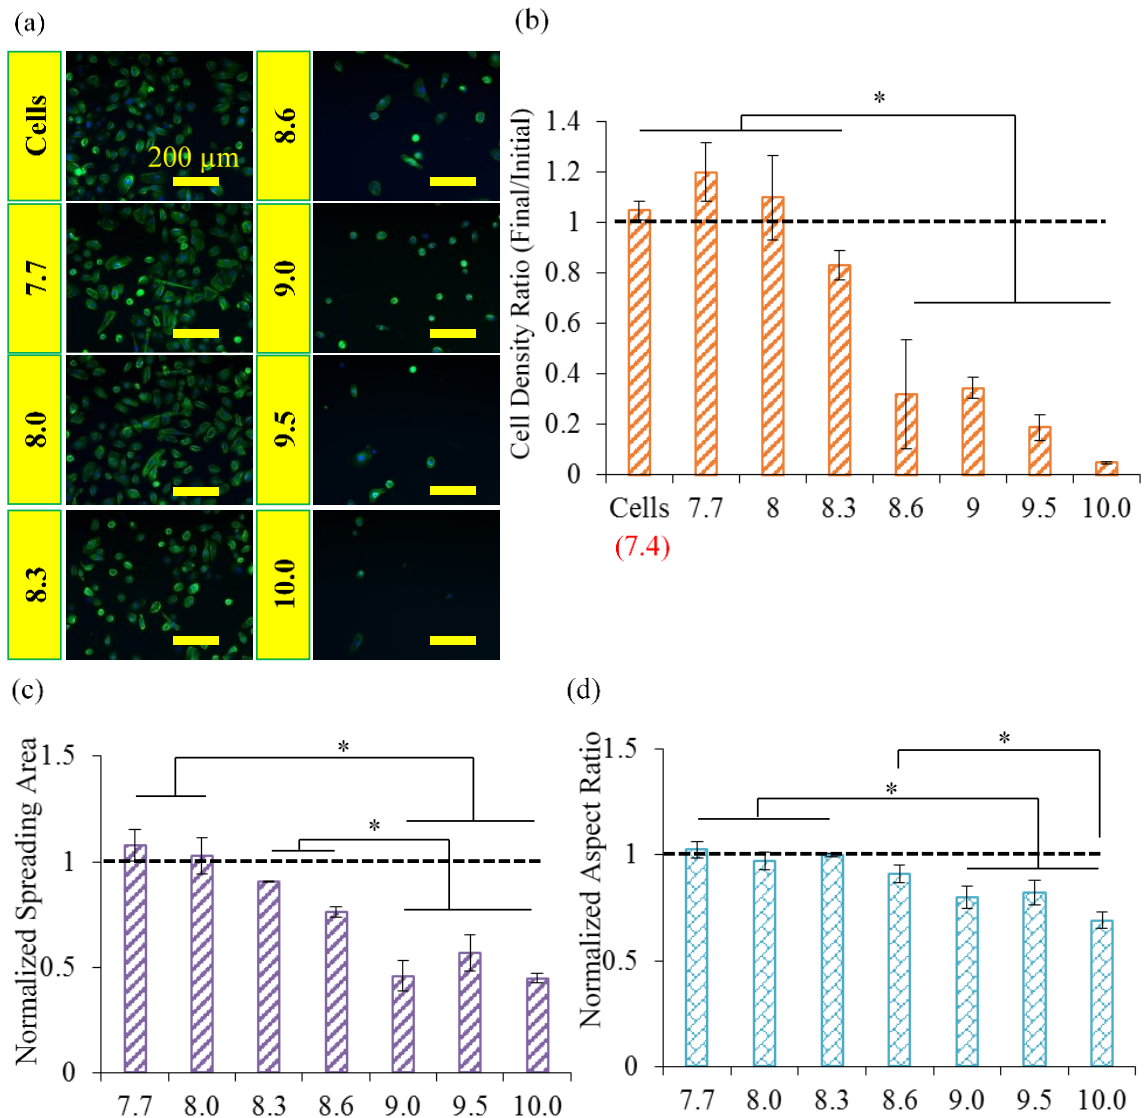 (a)
Cells
200 µm
8.6
7.7
9.0
8.0
9.5
8.3
10.0
(b)
Cell Density Ratio (Final/Initial)
*
1.4
1.2
1
0.8
0.6
0.4
0.2
0
Cells 7.7 8 8.3 8.6 9 9.5 10.0
(7.4)
(c)
Normalized Spreading Area
*
*
1.5
1
0.5
0
7.7 8.0 8.3 8.6 9.0 9.5 10.0
(d)
Normalized Aspect Ratio
*
*
1.5
1
0.5
0
7.7 8.0 8.3 8.6 9.0 9.5 10.0